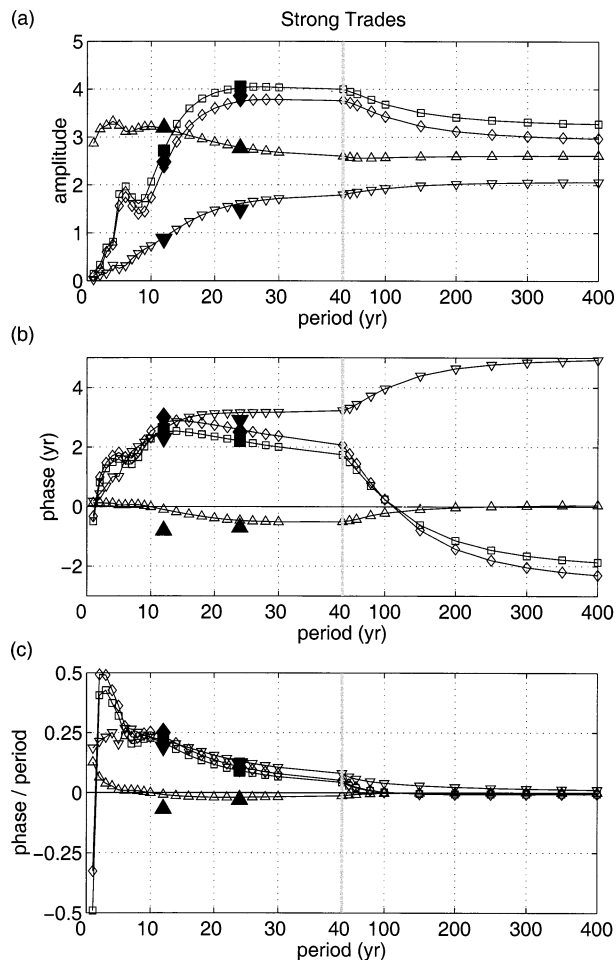 (a)
Strong Trades
5
4
3
2
1
0
amplitude
0 10 20 30 40 100 200 300 400
period (yr)
(b)
4
2
0
−2
phase (yr)
0 10 20 30 40 100 200 300 400
period (yr)
(c)
0.5
0.25
0
−0.25
−0.5
phase / period
0 10 20 30 40 100 200 300 400
period (yr)